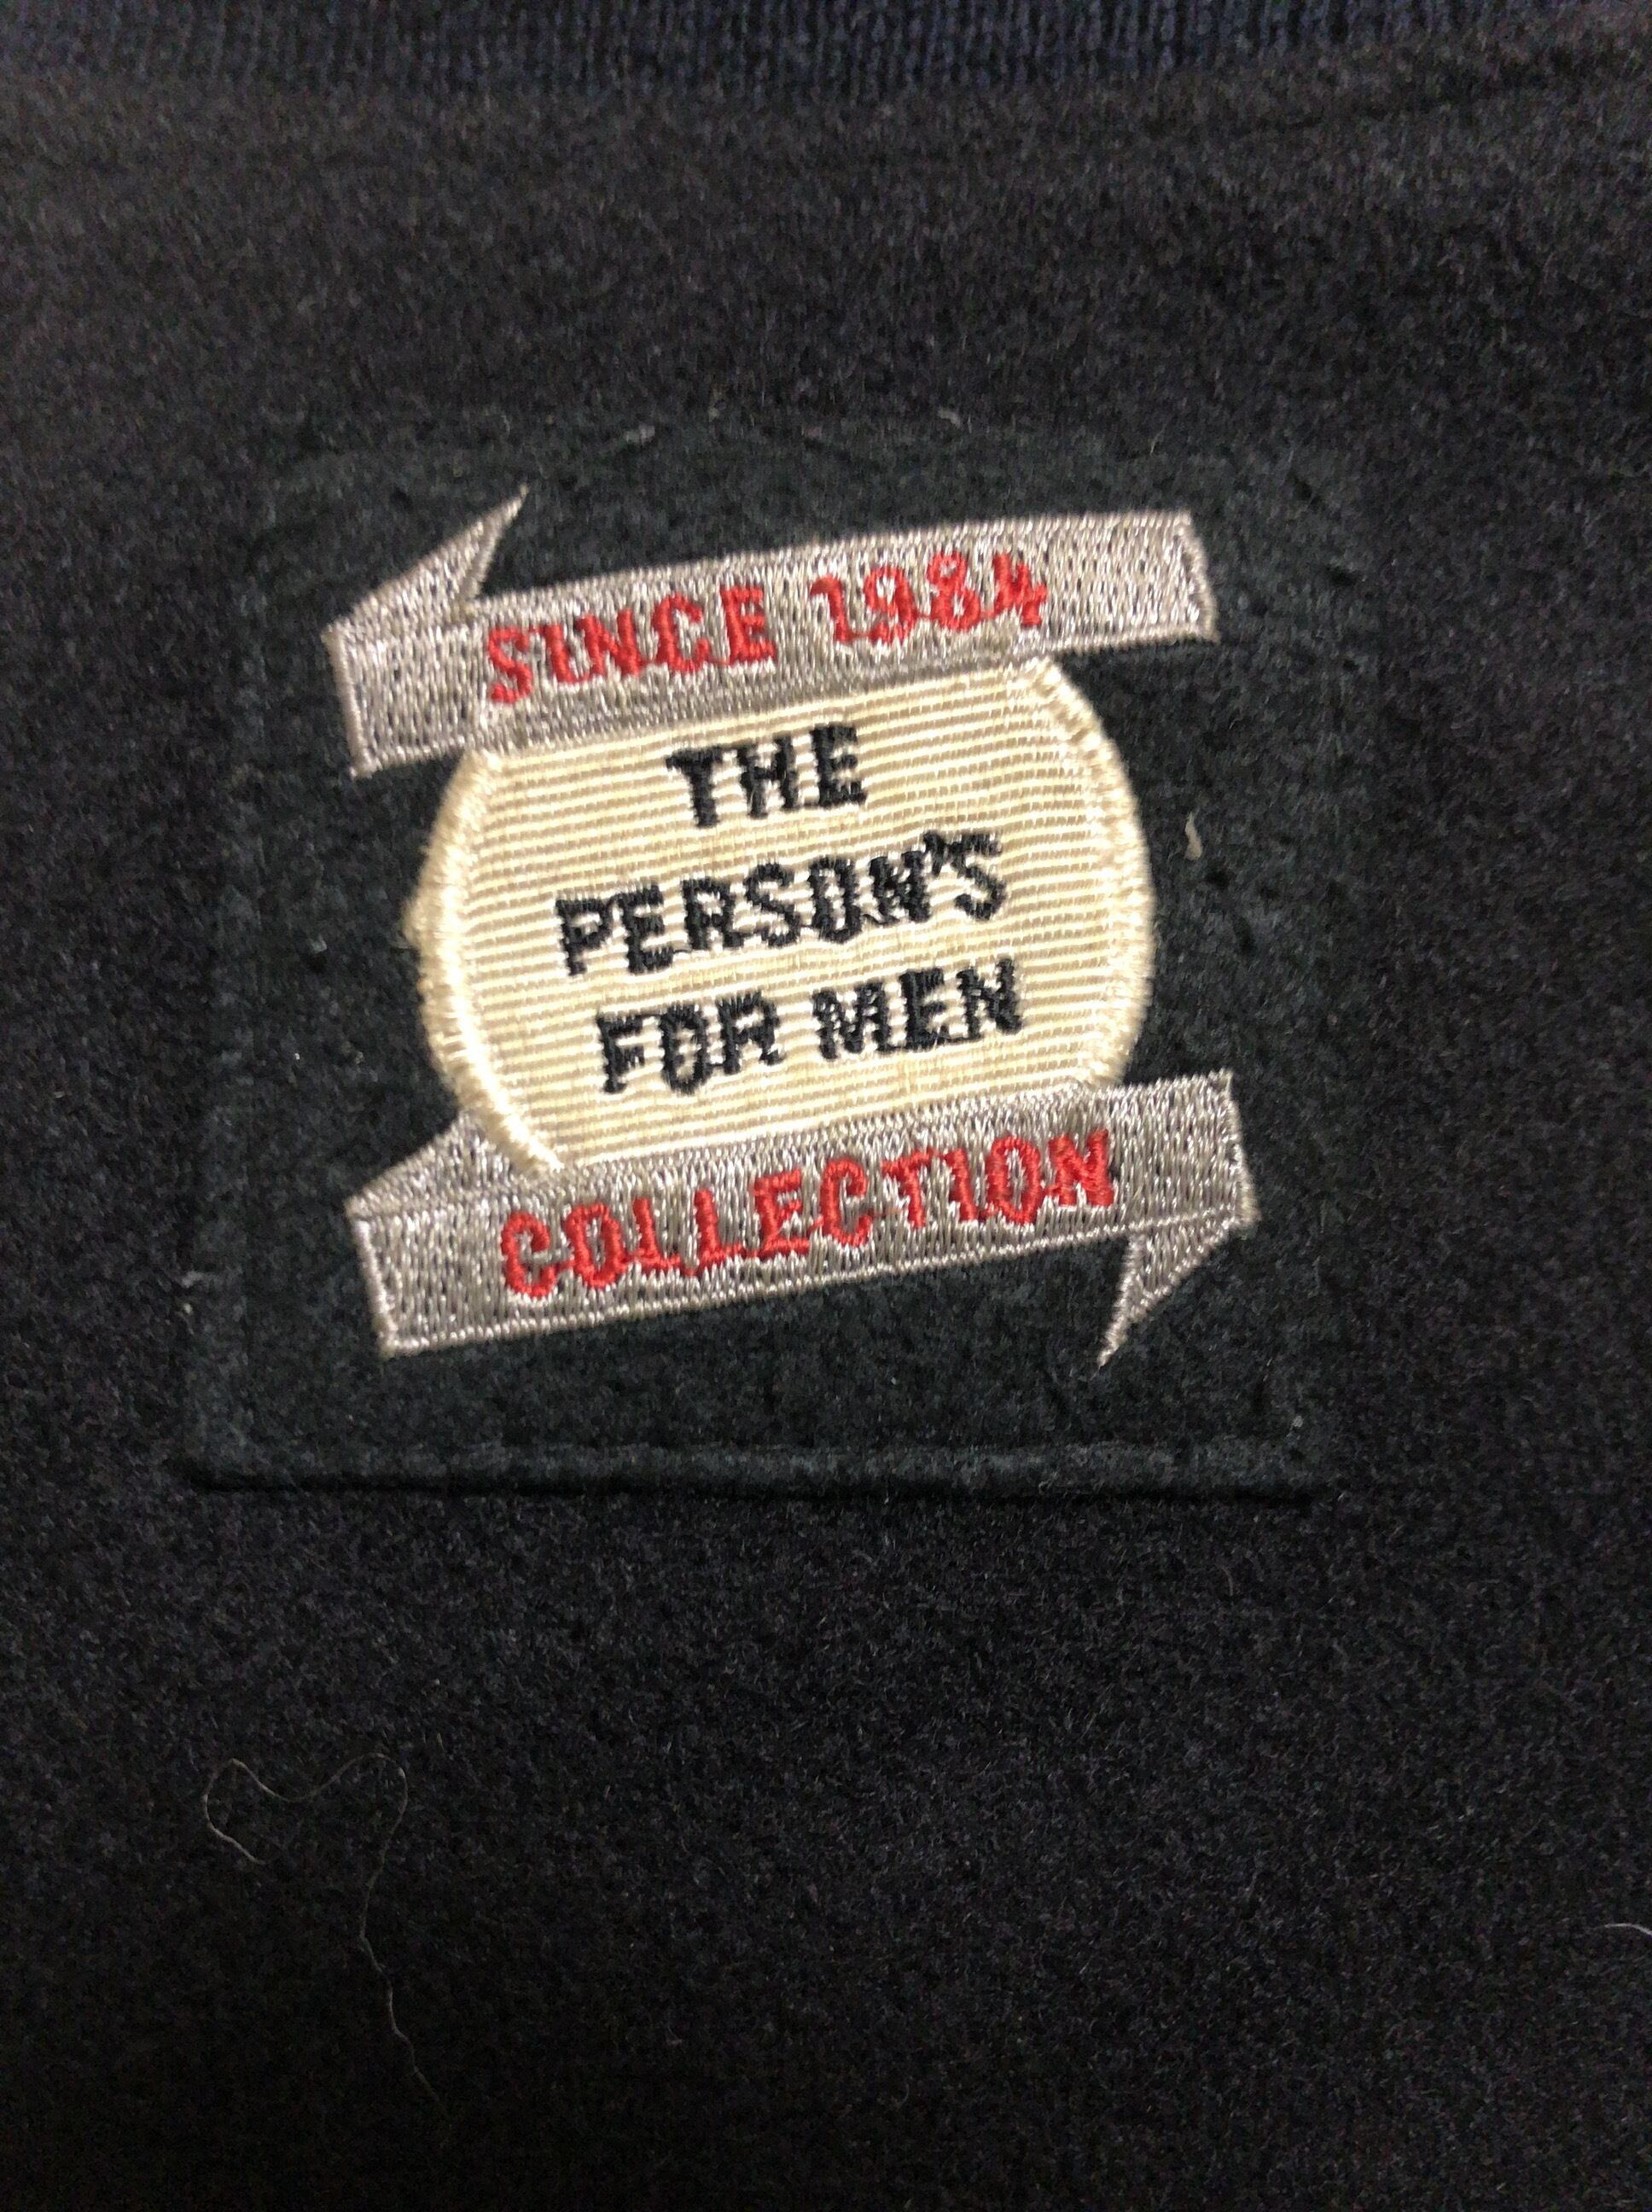 SINCE 1984
THE
PERSON'S
FOR MEN
COLLECTION